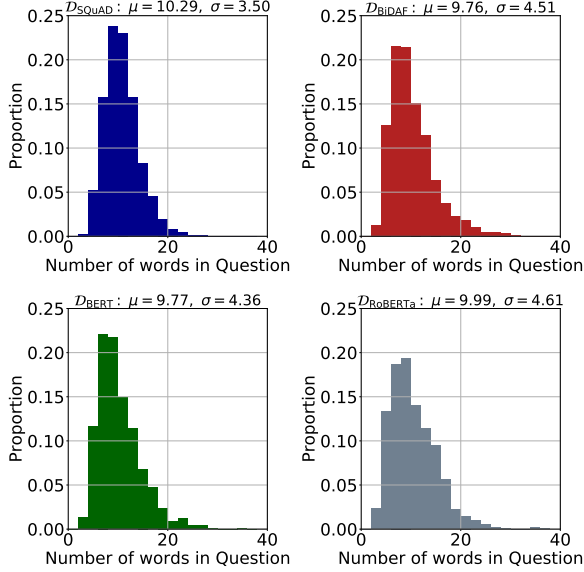 𝒟SQuAD : μ = 10.29, σ = 3.50
0.25
0.20
0.15
0.10
0.05
0.00
Proportion
0 20 40
Number of words in Question
𝒟BiDAF : μ = 9.76, σ = 4.51
0.25
0.20
0.15
0.10
0.05
0.00
Proportion
0 20 40
Number of words in Question
𝒟BERT : μ = 9.77, σ = 4.36
0.25
0.20
0.15
0.10
0.05
0.00
Proportion
0 20 40
Number of words in Question
𝒟RoBERTa : μ = 9.99, σ = 4.61
0.25
0.20
0.15
0.10
0.05
0.00
Proportion
0 20 40
Number of words in Question